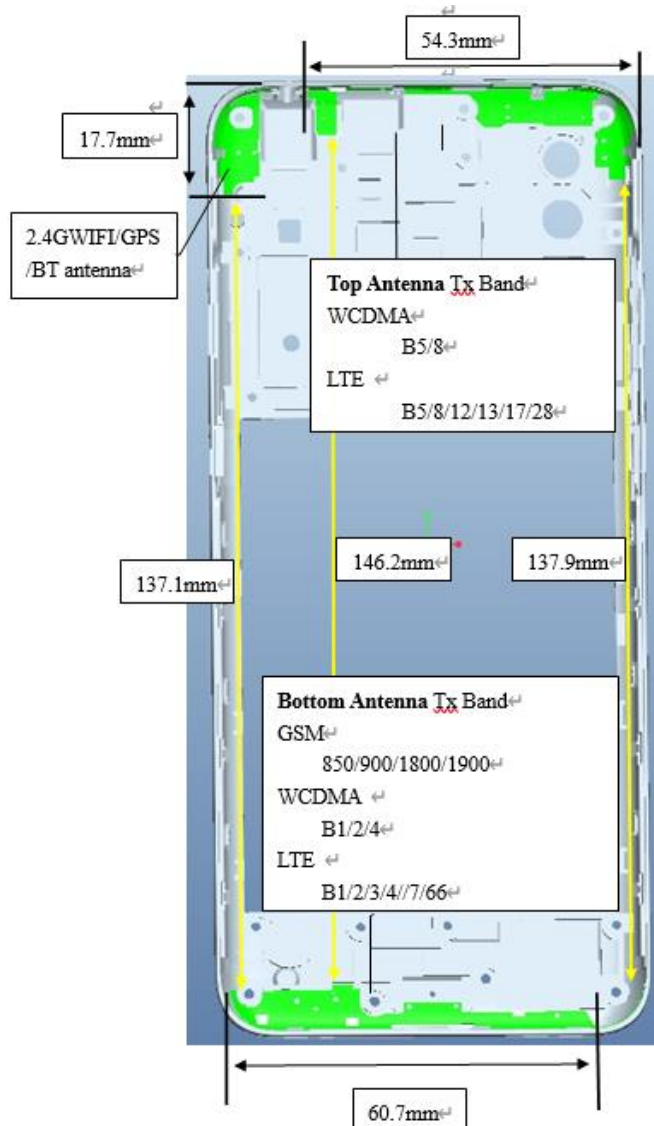 54.3mm
17.7mm
2.4GWIFI/GPS
/BT antenna
Top Antenna Tx Band
WCDMA
B5/8
LTE
B5/8/12/13/17/28
137.1mm
146.2mm
137.9mm
Bottom Antenna Tx Band
GSM
850/900/1800/1900
WCDMA
B1/2/4
LTE
B1/2/3/4//7/66
60.7mm